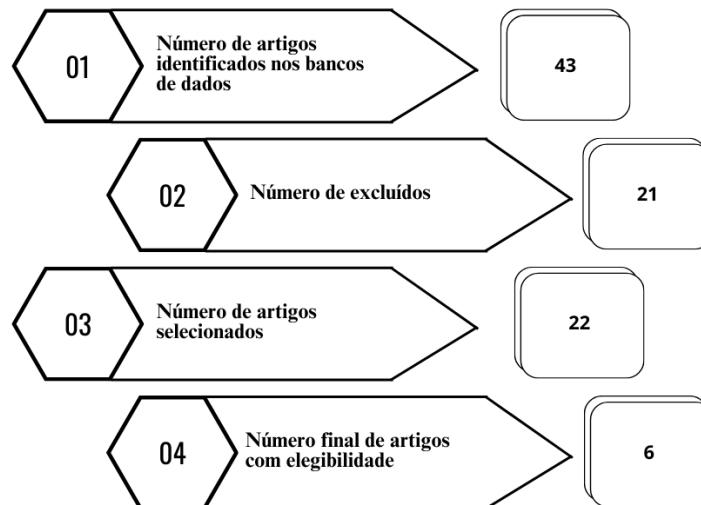 01
Número de artigos
identificados nos bancos
de dados
43
02
Número de excluídos
21
03
Número de artigos
selecionados
22
04
Número final de artigos
com elegibilidade
6